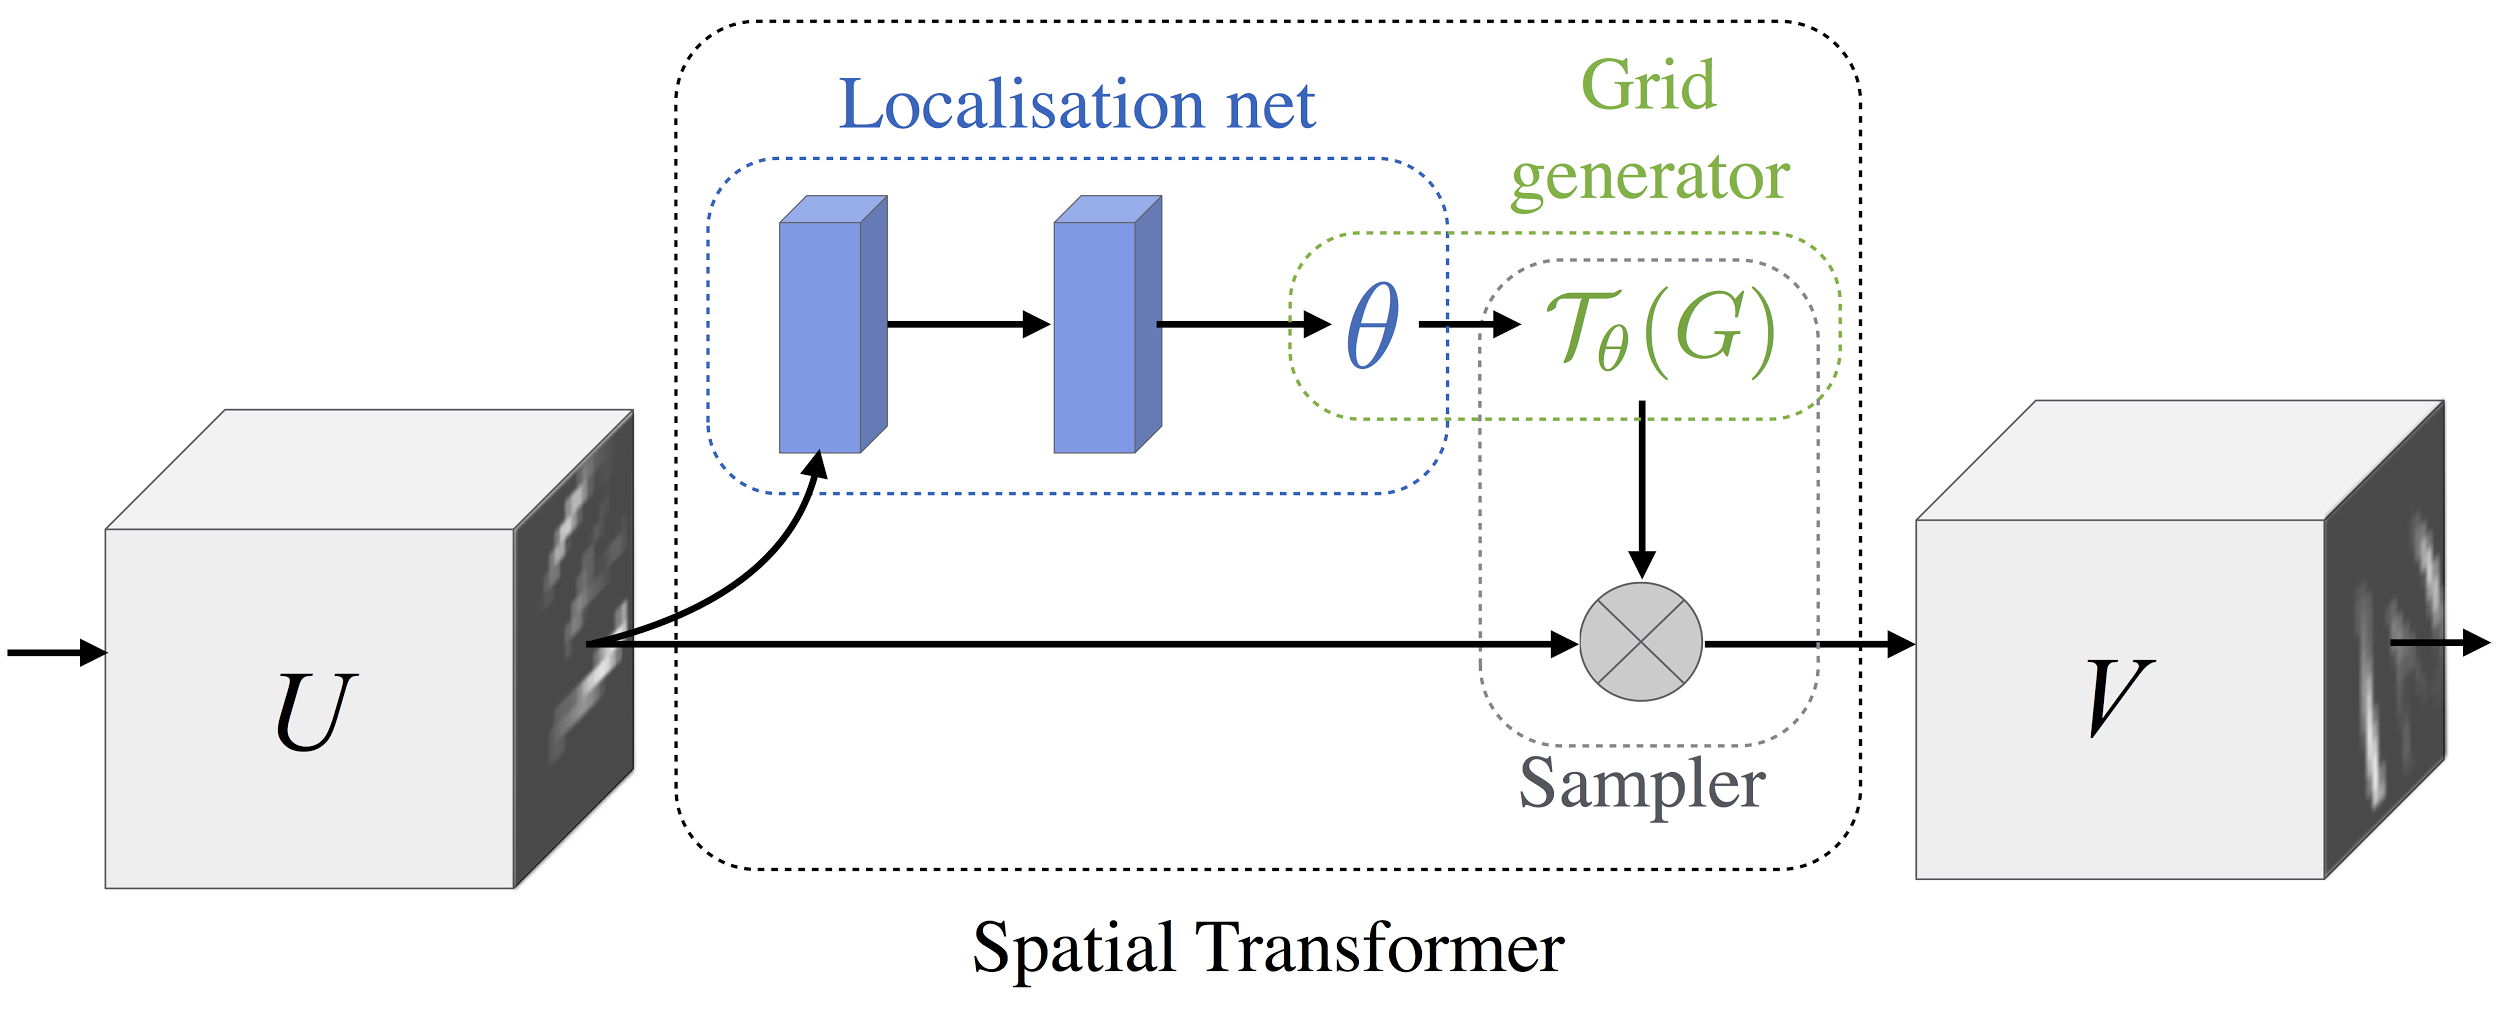 Localisation net
Grid
generator
θ
𝒯θ(G)
U
V
Sampler
Spatial Transformer